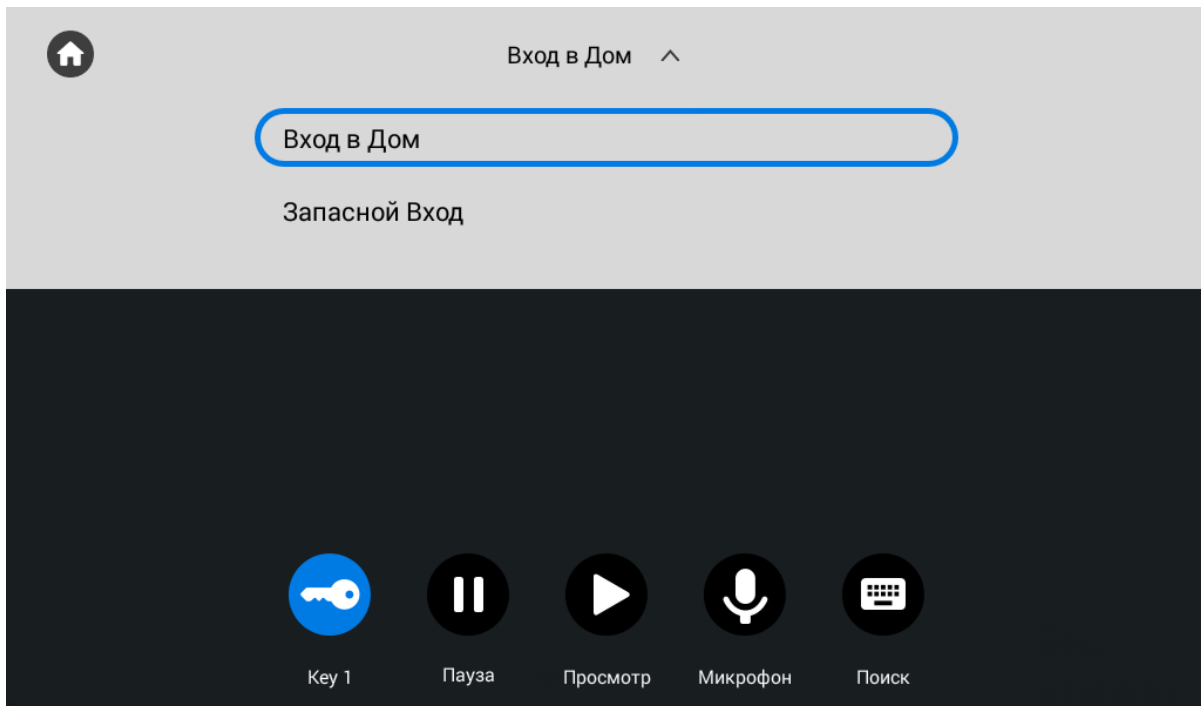 Вход в Дом
Вход в Дом
Запасной Вход
Key 1
Пауза
Просмотр
Микрофон
Поиск